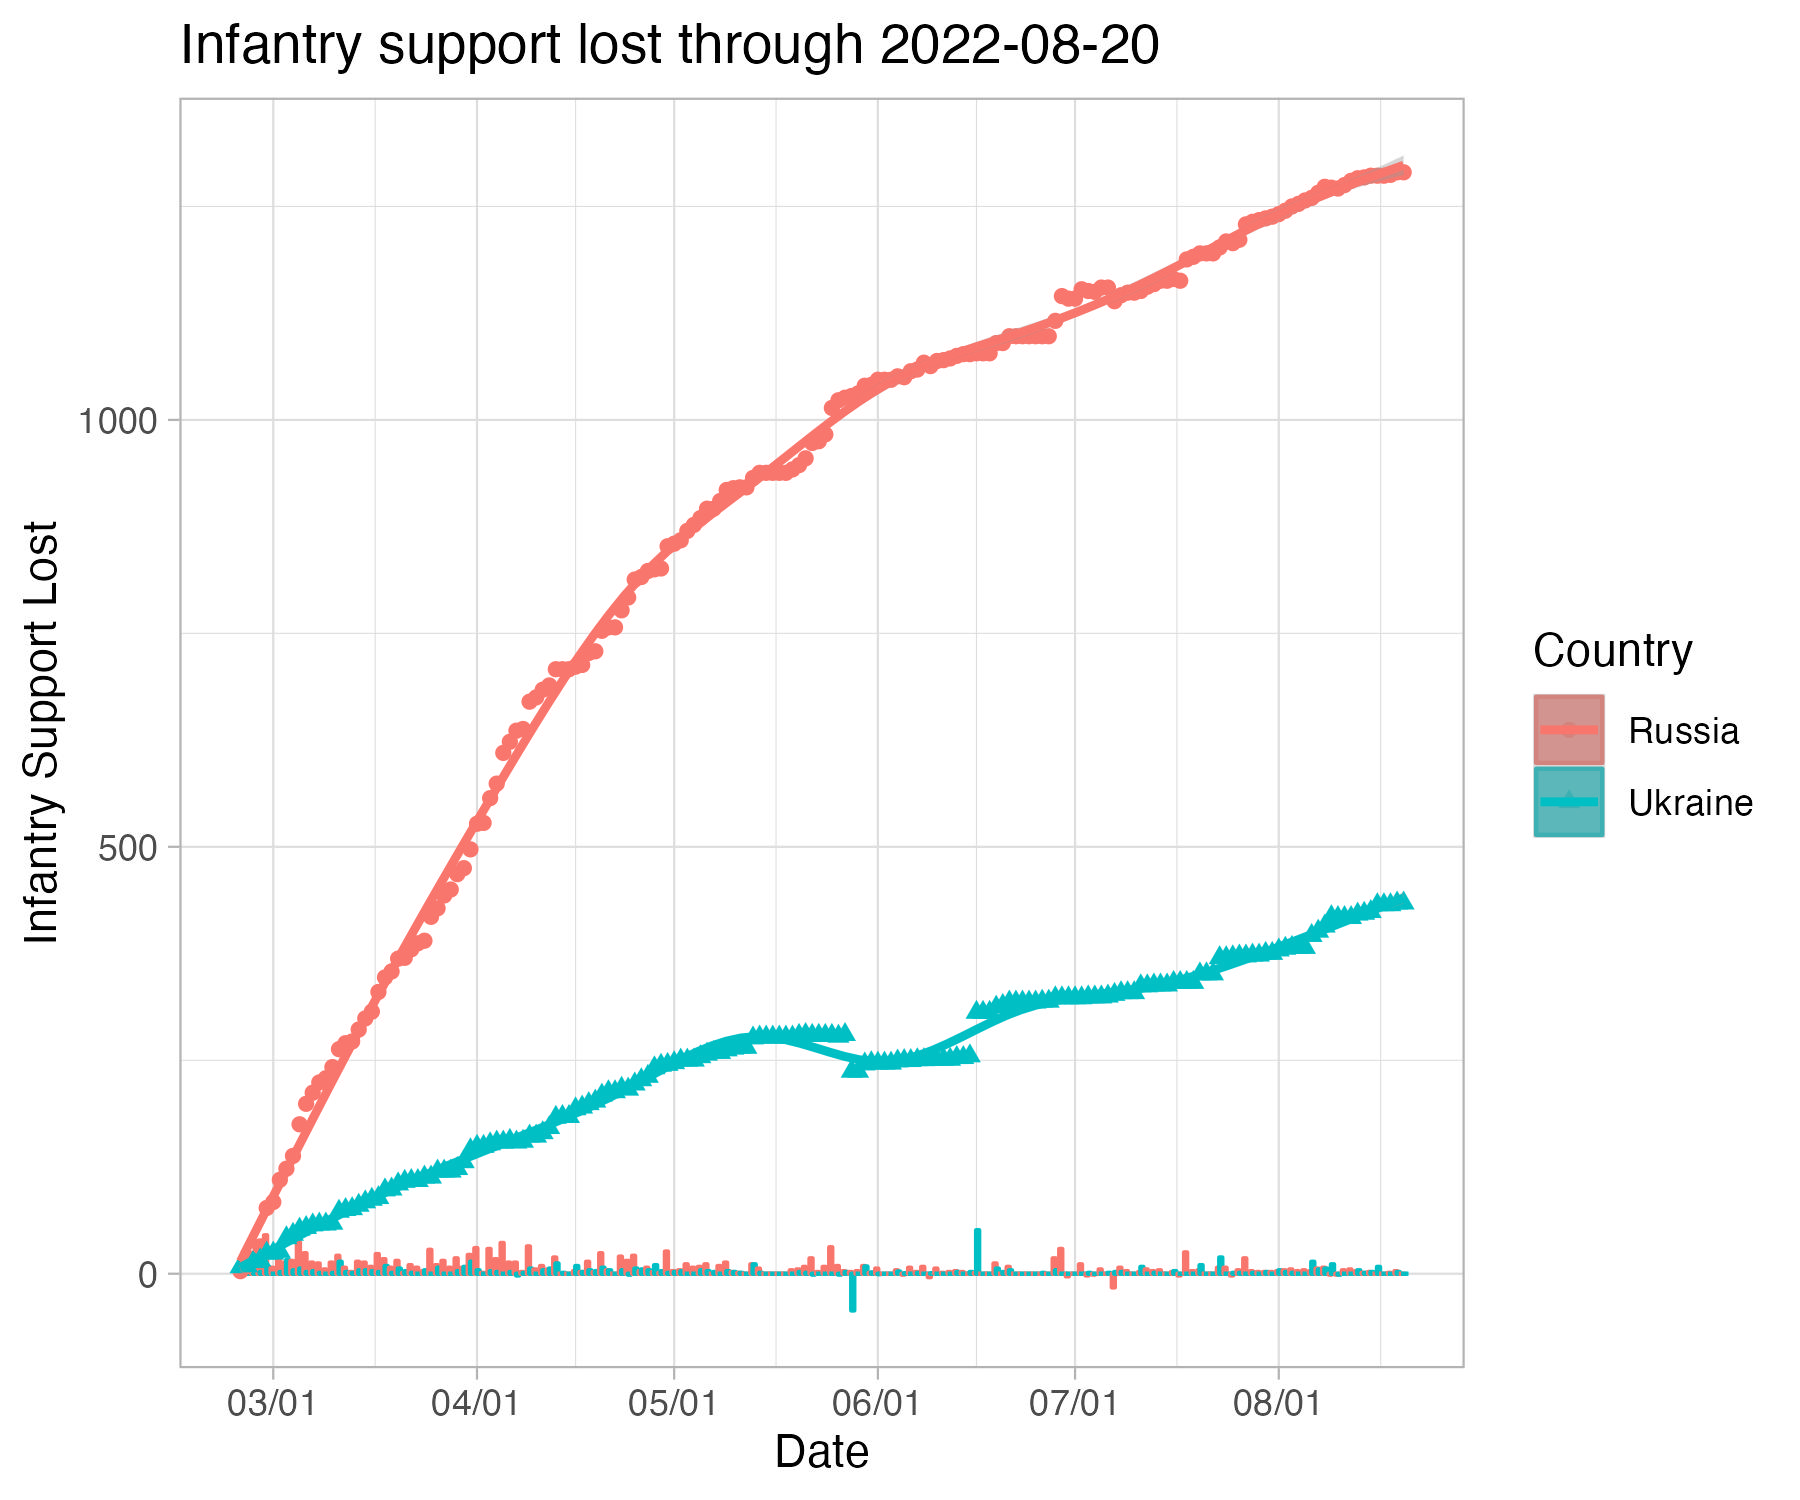 Infantry support lost through 2022-08-20
Infantry Support Lost
1000
500
0
03/01
04/01
05/01
06/01
07/01
08/01
Date
Country
Russia
Ukraine